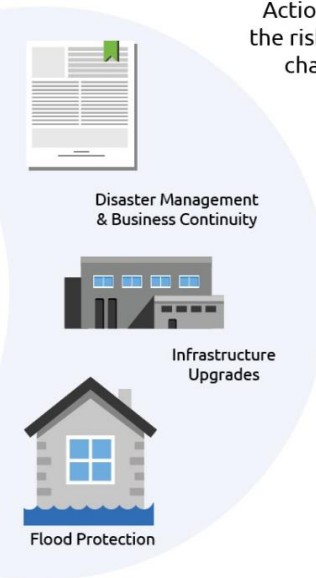 Actio
the ris
cha
Disaster Management
& Business Continuity
Infrastructure
Upgrades
Flood Protection